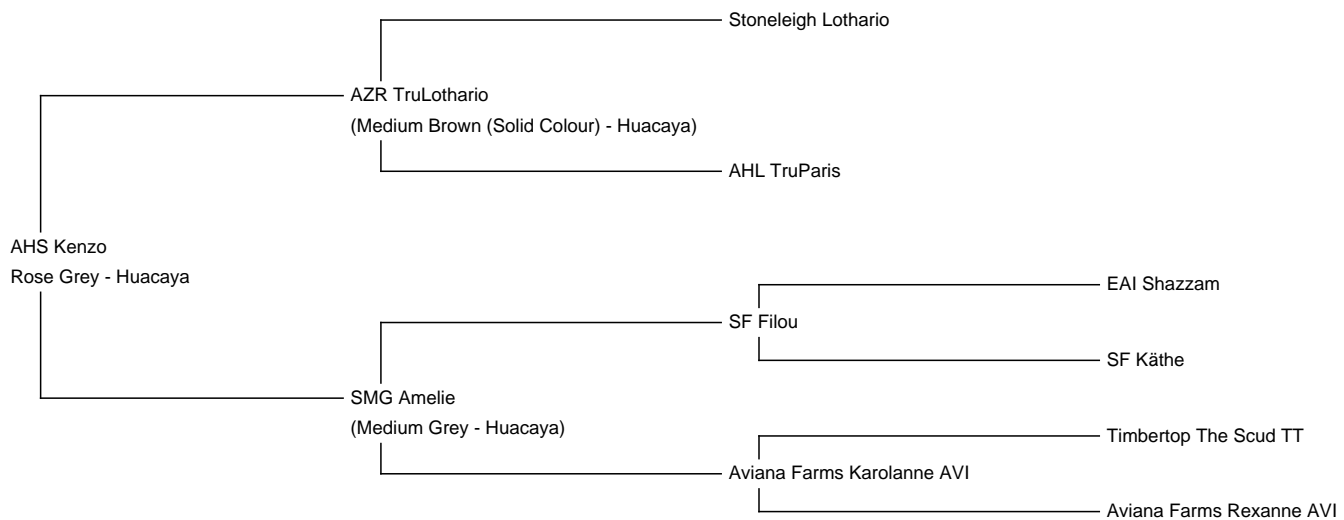 Stoneleigh Lothario
AZR TruLothario
(Medium Brown (Solid Colour) - Huacaya)
AHL TruParis
AHS Kenzo
Rose Grey - Huacaya
EAI Shazzam
SF Filou
SF Käthe
SMG Amelie
(Medium Grey - Huacaya)
Timbertop The Scud TT
Aviana Farms Karolanne AVI
Aviana Farms Rexanne AVI